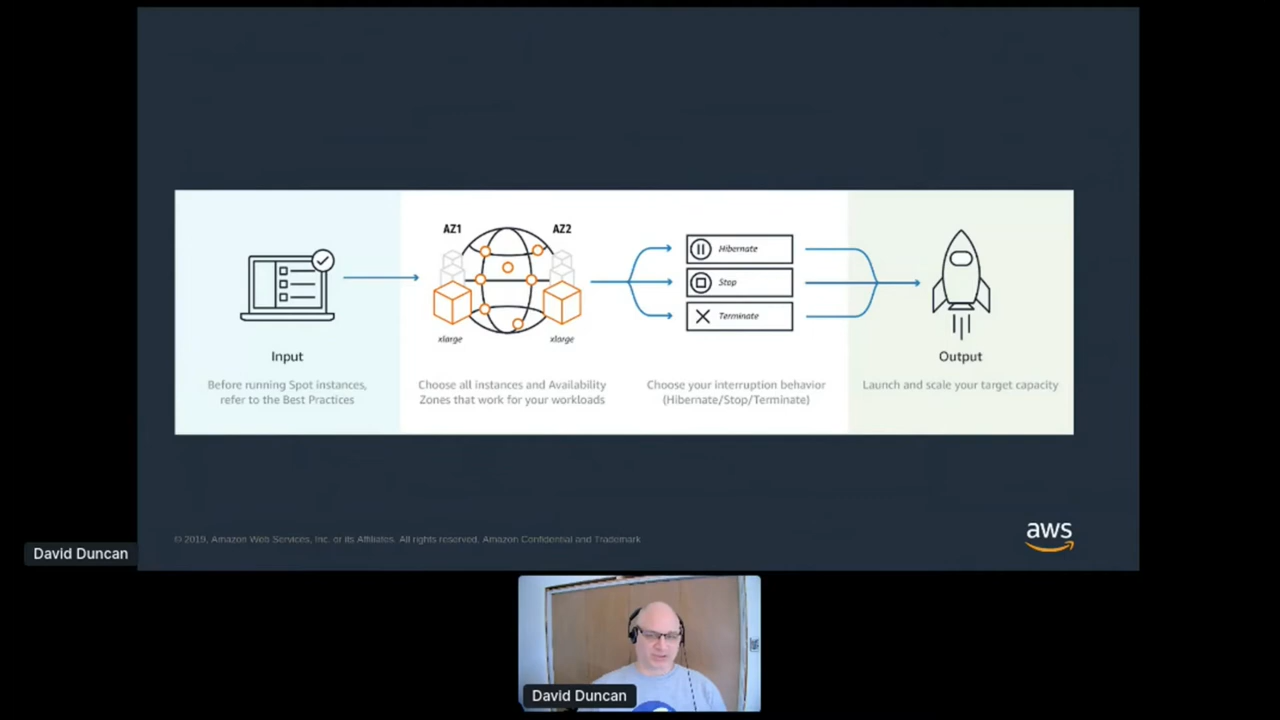 AZ1
AZ2
xlarge
xlarge
Hibernate
Stop
Terminate
Input
Before running Spot instances,
refer to the Best Practices
Choose all instances and Availability
Zones that work for your workloads
Choose your interruption behavior
(Hibernate/Stop/Terminate)
Output
Launch and scale your target capacity
© 2019, Amazon Web Services, Inc. or its Affiliates. All rights reserved. Amazon Confidential and Trademark
aws
David Duncan
David Duncan